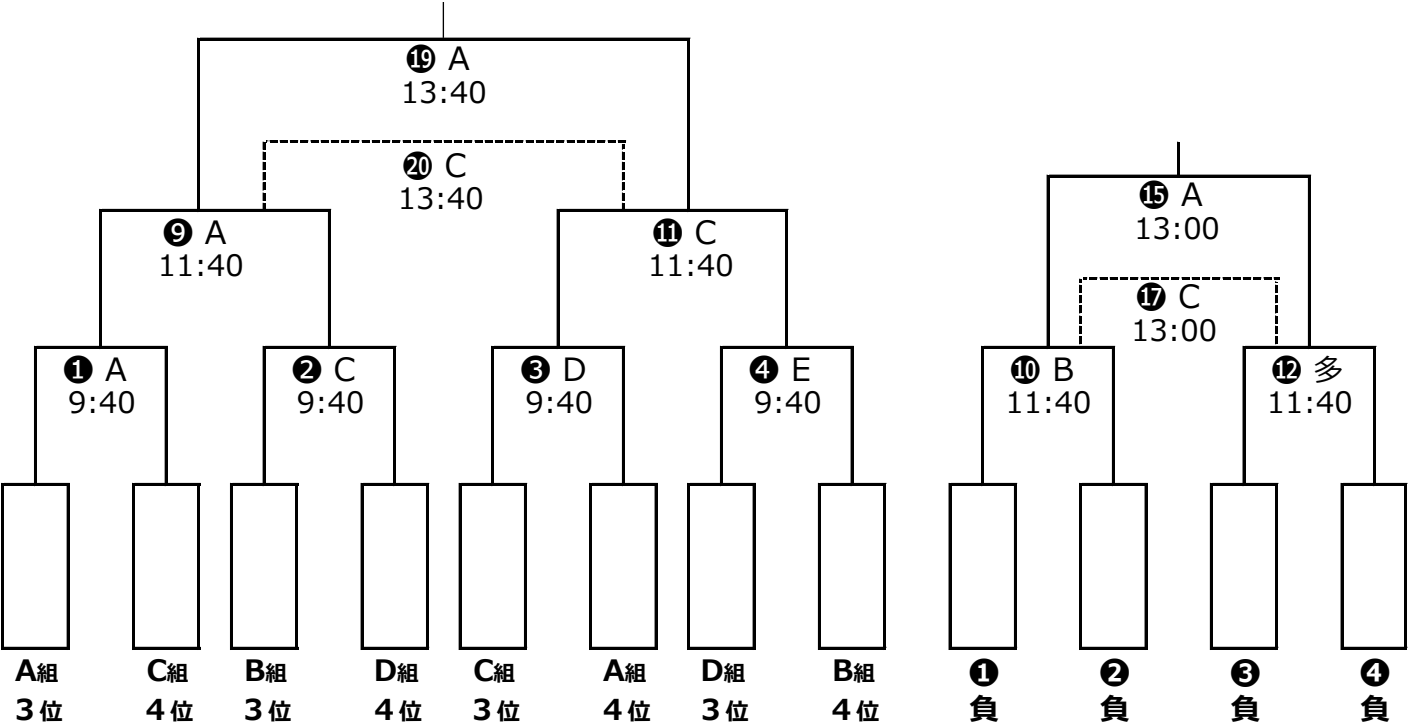 ⓳ A
13:40
⓴ C
13:40
❾ A
11:40
⓫ C
11:40
❶ A
9:40
❷ C
9:40
❸ D
9:40
❹ E
9:40
A組
3位
C組
4位
B組
3位
D組
4位
C組
3位
A組
4位
D組
3位
B組
4位
⓯ A
13:00
⓱ C
13:00
❿ B
11:40
⓬ 多
11:40
❶
負
❷
負
❸
負
❹
負